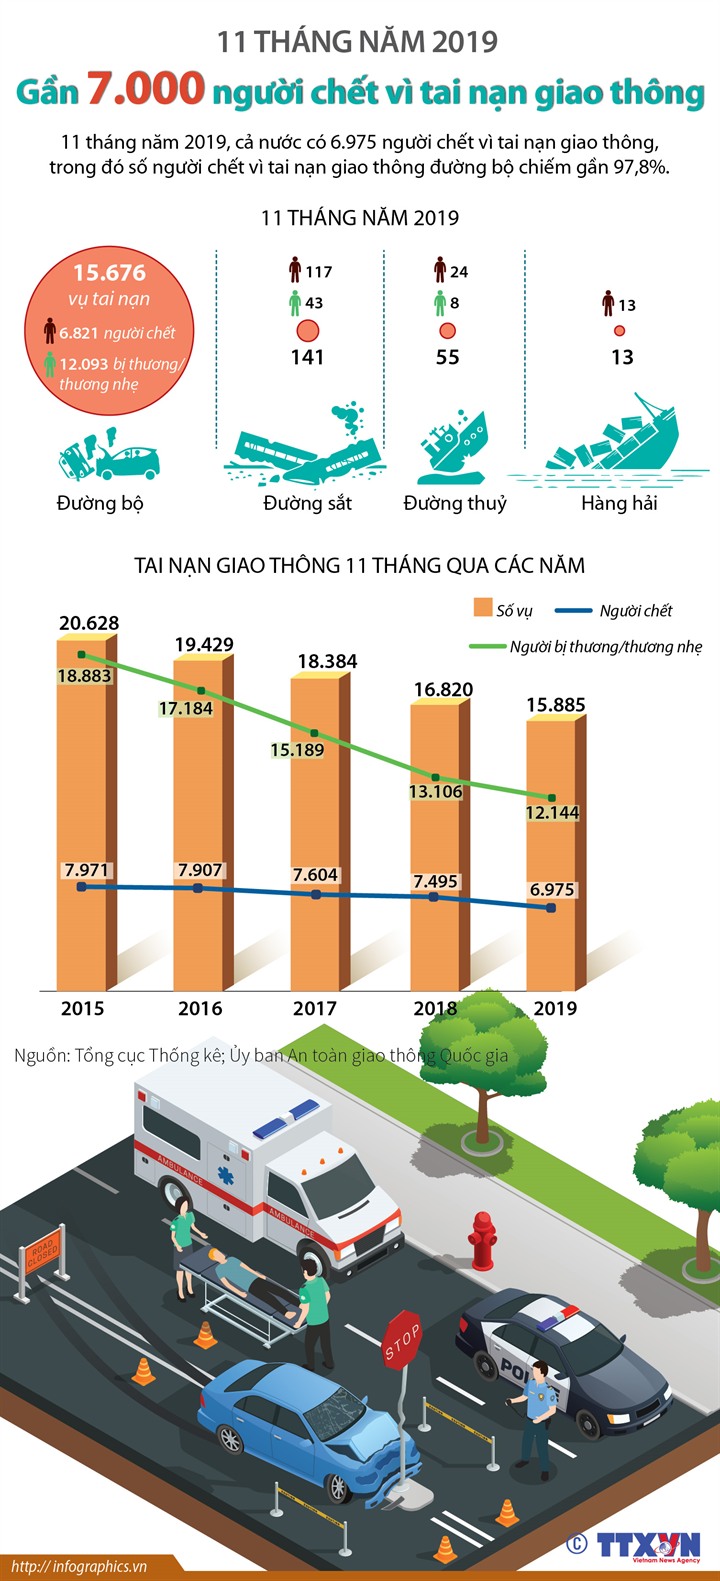 11 THÁNG NĂM 2019
Gần 7.000 người chết vì tai nạn giao thông
11 tháng năm 2019, cả nước có 6.975 người chết vì tai nạn giao thông,
trong đó số người chết vì tai nạn giao thông đường bộ chiếm gần 97,8%.
11 THÁNG NĂM 2019
15.676
vụ tai nạn
6.821 người chết
12.093 bị thương/
thương nhẹ
Đường bộ
117
43
141
Đường sắt
24
8
55
Đường thuỷ
13
13
Hàng hải
TAI NẠN GIAO THÔNG 11 THÁNG QUA CÁC NĂM
Số vụ
Người chết
Người bị thương/thương nhẹ
20.628
19.429
18.384
16.820
15.885
18.883
17.184
15.189
13.106
12.144
7.971
7.907
7.604
7.495
6.975
2015
2016
2017
2018
2019
Nguồn: Tổng cục Thống kê; Ủy ban An toàn giao thông Quốc gia
AMBULANCE
AMBULANCE
ROAD
CLOSED
STOP
POLICE
© TTXVN
Vietnam News Agency
http://infographics.vn